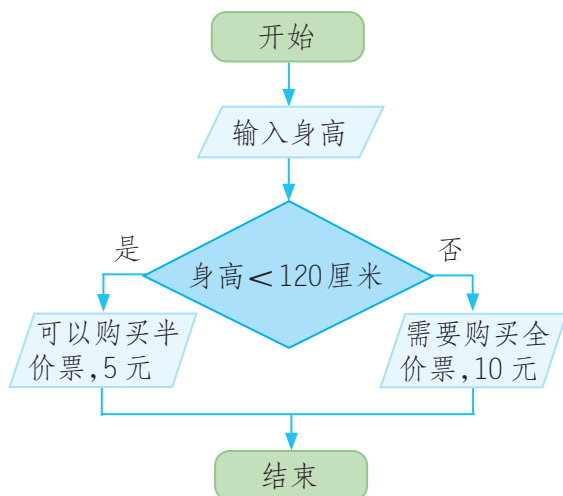 开始
输入身高
是
否
身高<120厘米
可以购买半
价票,5元
需要购买全
价票,10元
结束